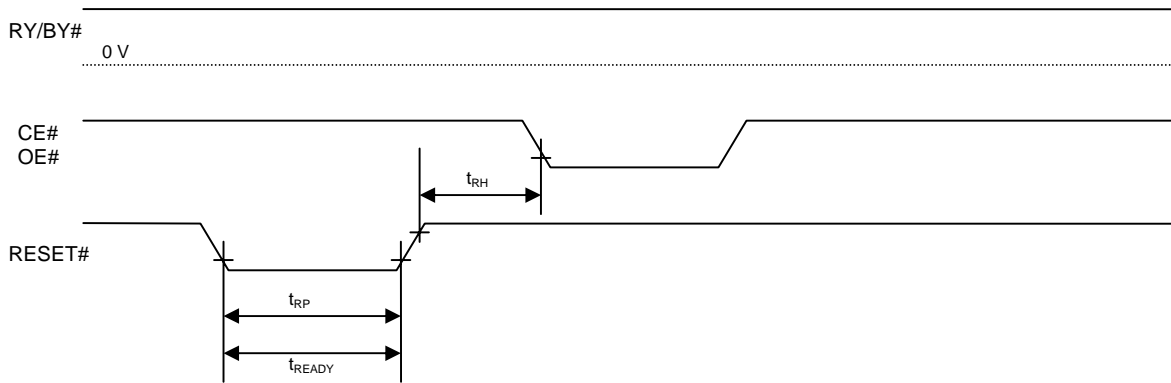 RY/BY#
0 V
CE#
OE#
tRH
RESET#
tRP
tREADY